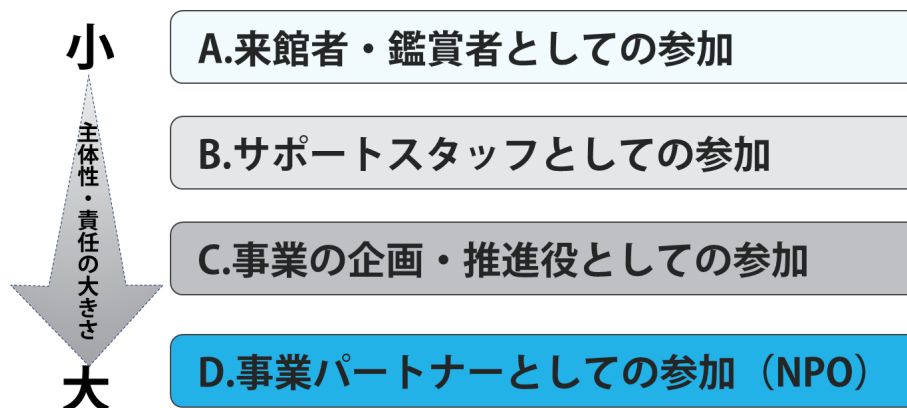 小
A.来館者・鑑賞者としての参加
主体性・責任の大きさ
B.サポートスタッフとしての参加
C.事業の企画・推進役としての参加
D.事業パートナーとしての参加（NPO）
大